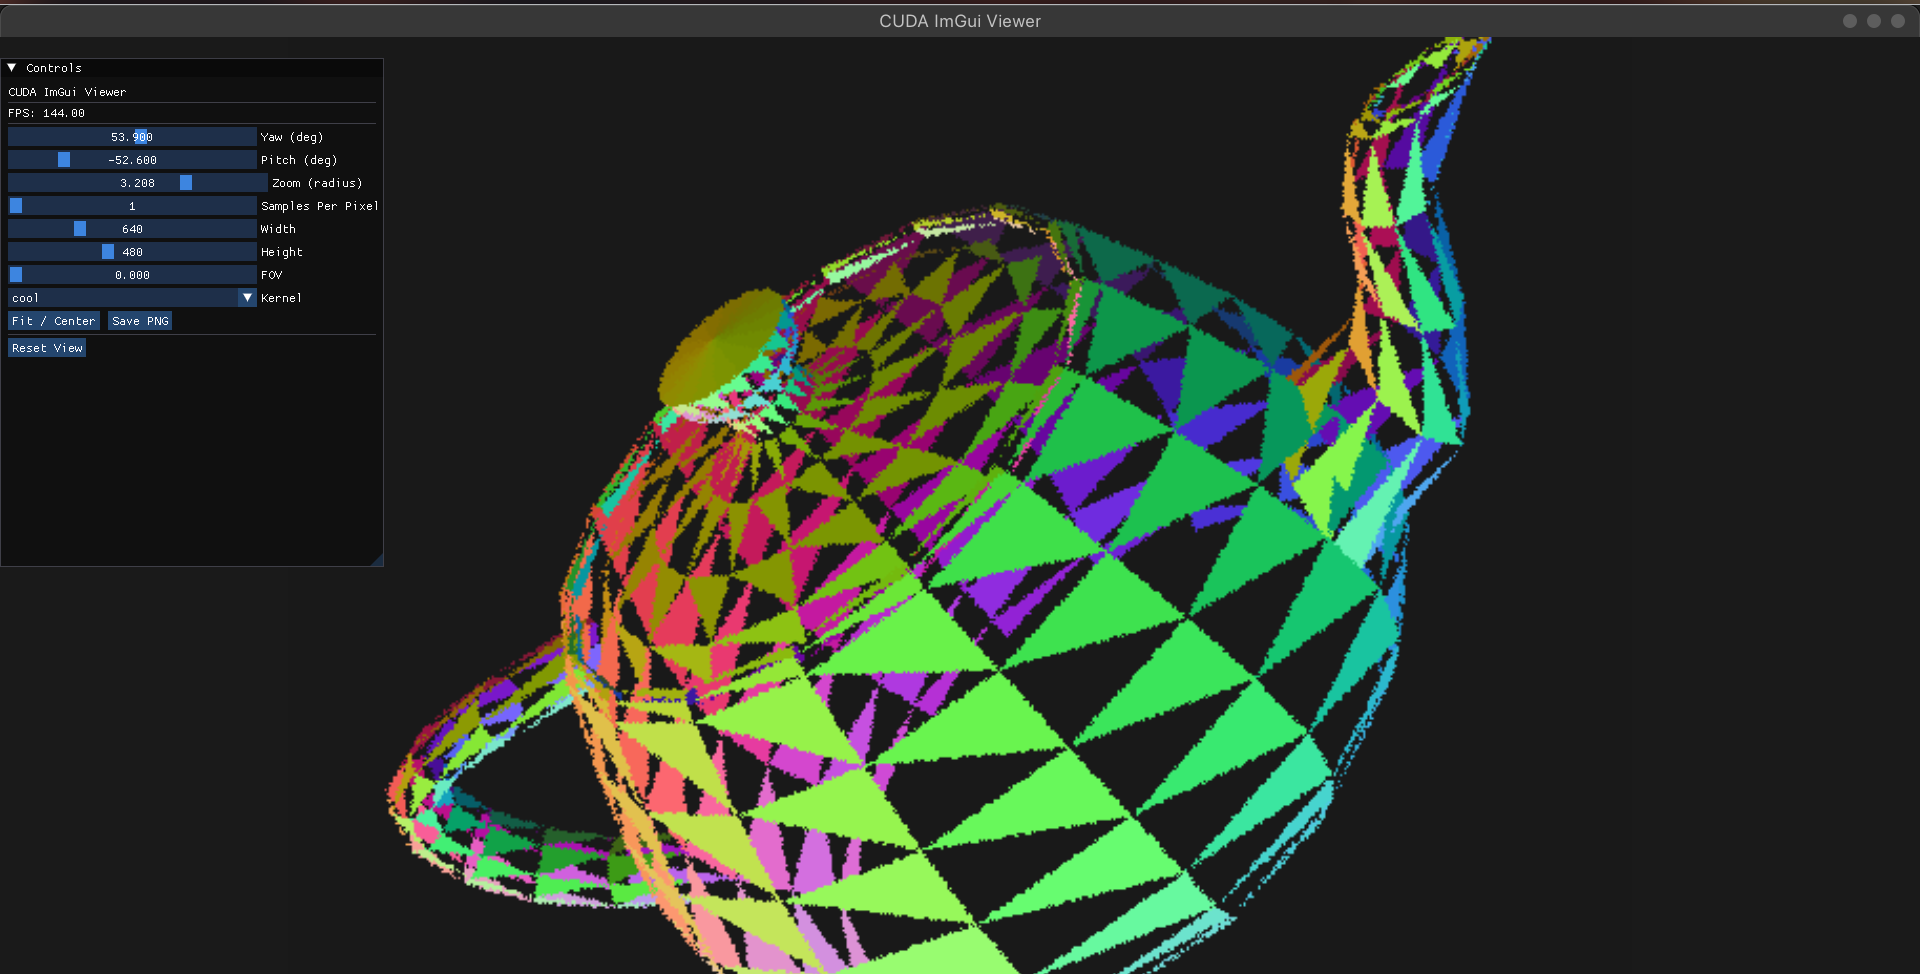 CUDA ImGui Viewer
Controls
CUDA ImGui Viewer
FPS: 144.00
53.900 Yaw (deg)
-52.600 Pitch (deg)
3.208 Zoom (radius)
1 Samples Per Pixel
640 Width
480 Height
0.000 FOV
cool Kernel
Fit / Center Save PNG
Reset View